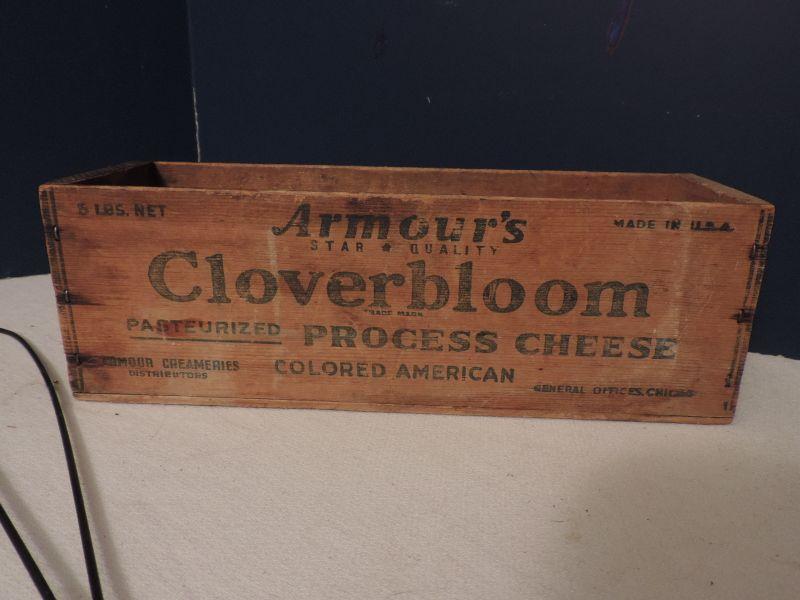 5 LBS. NET
Armour's
MADE IN U.S.A.
STAR ★ QUALITY
Cloverbloom
TRADE MARK
PASTEURIZED PROCESS CHEESE
ARMOUR CREAMERIES
DISTRIBUTORS
COLORED AMERICAN
GENERAL OFFICES, CHICAGO